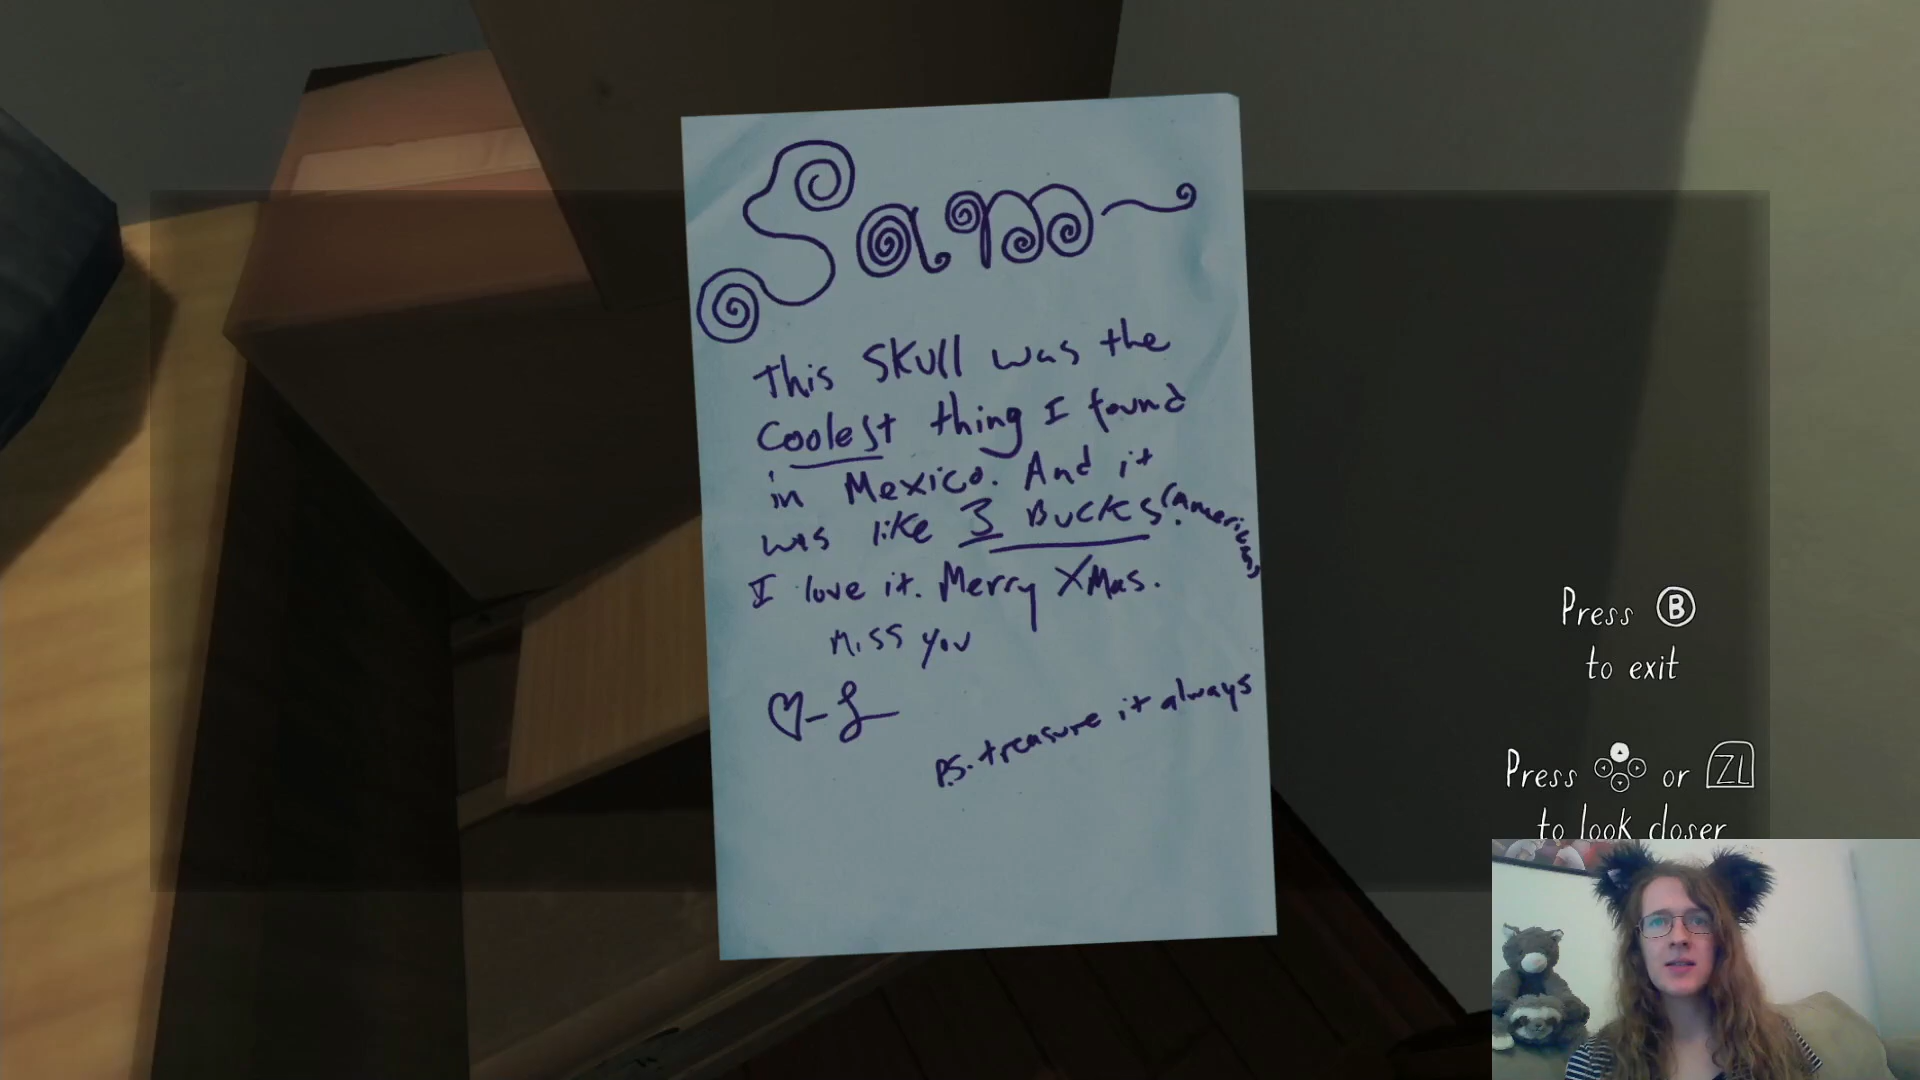 Sam~
This Skull was the
Coolest thing I found
in Mexico. And it
was like 3 BUCKS (American)
I love it. Merry XMas.
Miss you
♡-L
P.S. treasure it always
Press B
to exit
Press or ZL
to look closer